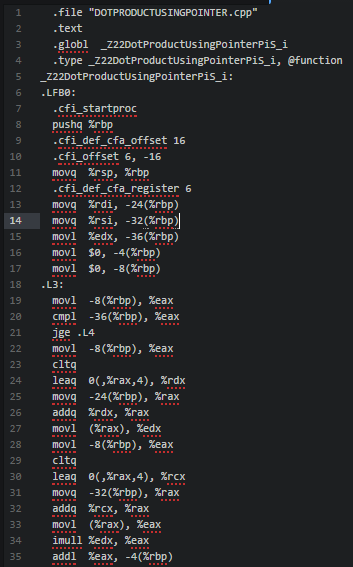 1 .file "DOTPRODUCTUSINGPOINTER.cpp"
2 .text
3 .globl _Z22DotProductUsingPointerPiS_i
4 .type _Z22DotProductUsingPointerPiS_i, @function
5 _Z22DotProductUsingPointerPiS_i:
6 .LFB0:
7 .cfi_startproc
8 pushq %rbp
9 .cfi_def_cfa_offset 16
10 .cfi_offset 6, -16
11 movq %rsp, %rbp
12 .cfi_def_cfa_register 6
13 movq %rdi, -24(%rbp)
14 movq %rsi, -32(%rbp)
15 movl %edx, -36(%rbp)
16 movl $0, -4(%rbp)
17 movl $0, -8(%rbp)
18 .L3:
19 movl -8(%rbp), %eax
20 cmpl -36(%rbp), %eax
21 jge .L4
22 movl -8(%rbp), %eax
23 cltq
24 leaq 0(,%rax,4), %rdx
25 movq -24(%rbp), %rax
26 addq %rdx, %rax
27 movl (%rax), %edx
28 movl -8(%rbp), %eax
29 cltq
30 leaq 0(,%rax,4), %rcx
31 movq -32(%rbp), %rax
32 addq %rcx, %rax
33 movl (%rax), %eax
34 imull %edx, %eax
35 addl %eax, -4(%rbp)